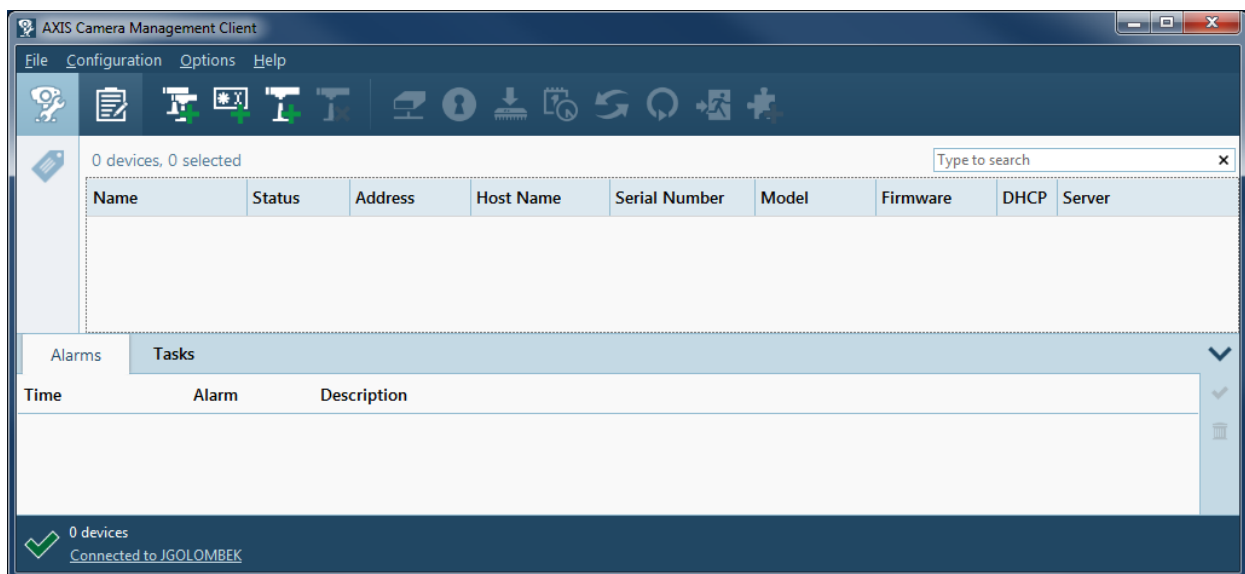 AXIS Camera Management Client
File Configuration Options Help
0 devices, 0 selected
Type to search
Name Status Address Host Name Serial Number Model Firmware DHCP Server
Alarms Tasks
Time Alarm Description
0 devices
Connected to JGOLOMBEK